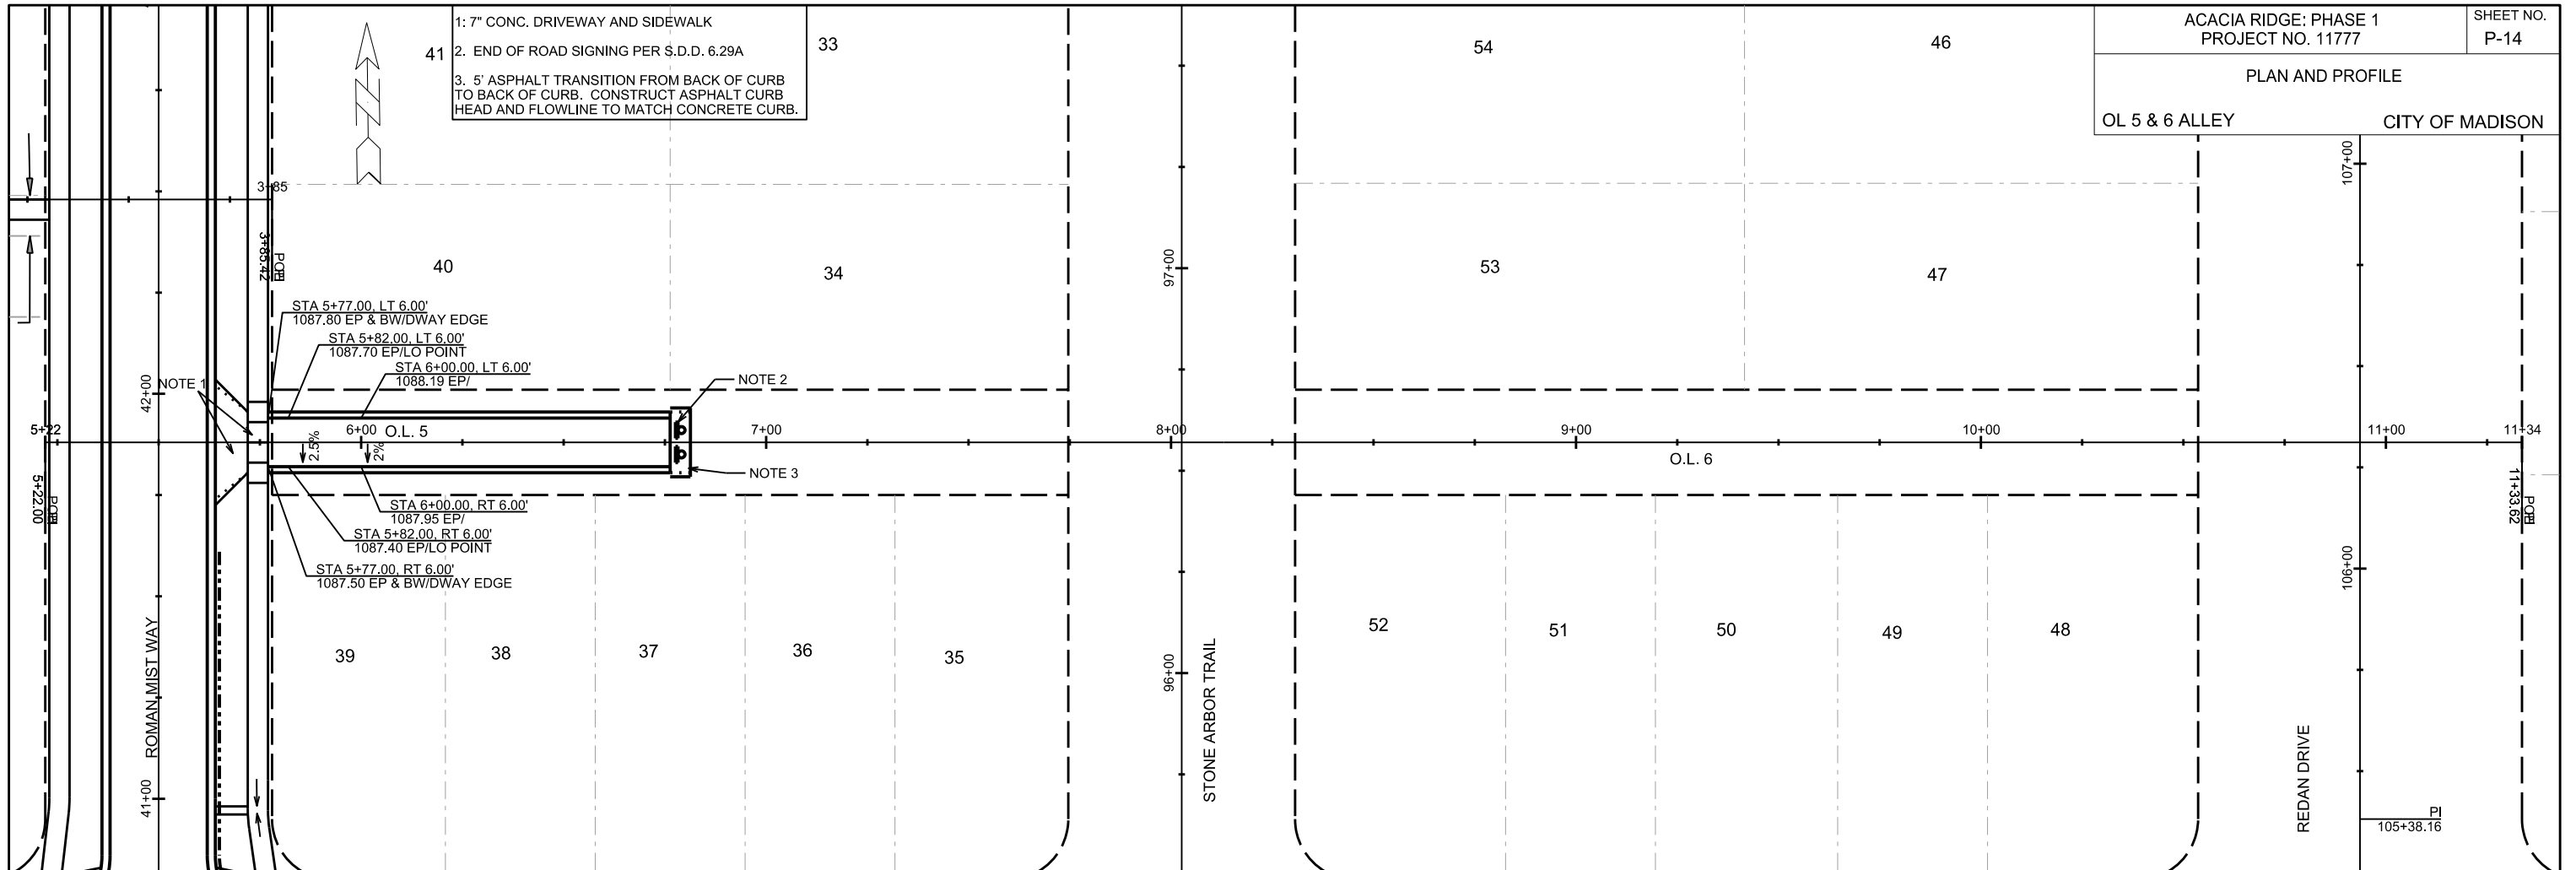 1: 7" CONC. DRIVEWAY AND SIDEWALK
2. END OF ROAD SIGNING PER S.D.D. 6.29A
3. 5' ASPHALT TRANSITION FROM BACK OF CURB
TO BACK OF CURB. CONSTRUCT ASPHALT CURB
HEAD AND FLOWLINE TO MATCH CONCRETE CURB.
ACACIA RIDGE: PHASE 1
PROJECT NO. 11777
SHEET NO.
P-14
PLAN AND PROFILE
OL 5 & 6 ALLEY
CITY OF MADISON
41
33
54
46
107+00
3+85
3+85.42
40
34
97+00
53
47
STA 5+77.00, LT 6.00'
1087.80 EP & BW/DWAY EDGE
STA 5+82.00, LT 6.00'
1087.70 EP/LO POINT
STA 6+00.00, LT 6.00'
1088.19 EP/
NOTE 1
NOTE 2
42+00
5+22
6+00
O.L. 5
7+00
8+00
9+00
10+00
11+00
11+34
2.5%
2%
O.L. 6
NOTE 3
5+22.00
11+33.62
STA 6+00.00, RT 6.00'
1087.95 EP/
STA 5+82.00, RT 6.00'
1087.40 EP/LO POINT
STA 5+77.00, RT 6.00'
1087.50 EP & BW/DWAY EDGE
106+00
39
38
37
36
35
52
51
50
49
48
ROMAN MIST WAY
96+00
STONE ARBOR TRAIL
REDAN DRIVE
41+00
PI
105+38.16